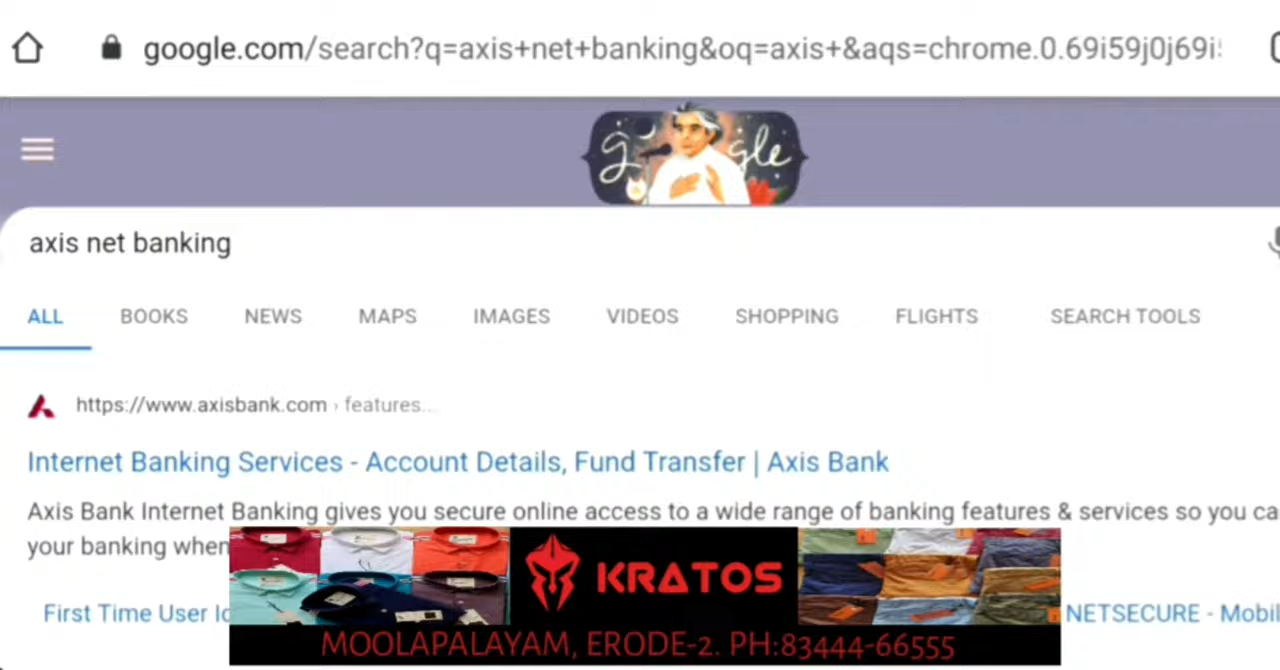 google.com/search?q=axis+net+banking&oq=axis+&aqs=chrome.0.69i59j0j69i
g gle
axis net banking
ALL BOOKS NEWS MAPS IMAGES VIDEOS SHOPPING FLIGHTS SEARCH TOOLS
https://www.axisbank.com › features...
Internet Banking Services - Account Details, Fund Transfer | Axis Bank
Axis Bank Internet Banking gives you secure online access to a wide range of banking features & services so you ca
your banking when
First Time User NETSECURE - Mobil
KRATOS
MOOLAPALAYAM, ERODE-2. PH:83444-66555